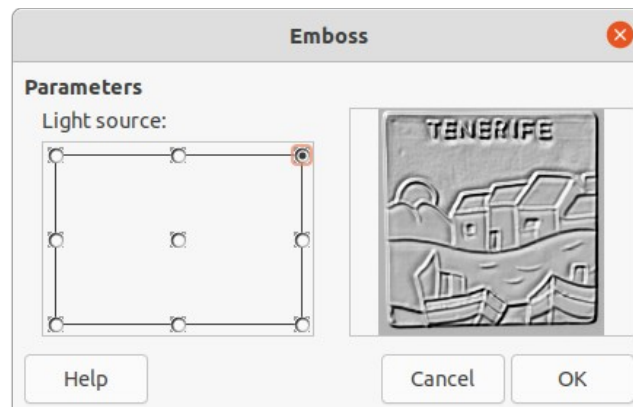 Emboss
Parameters
Light source:
TENERIFE
Help
Cancel
OK